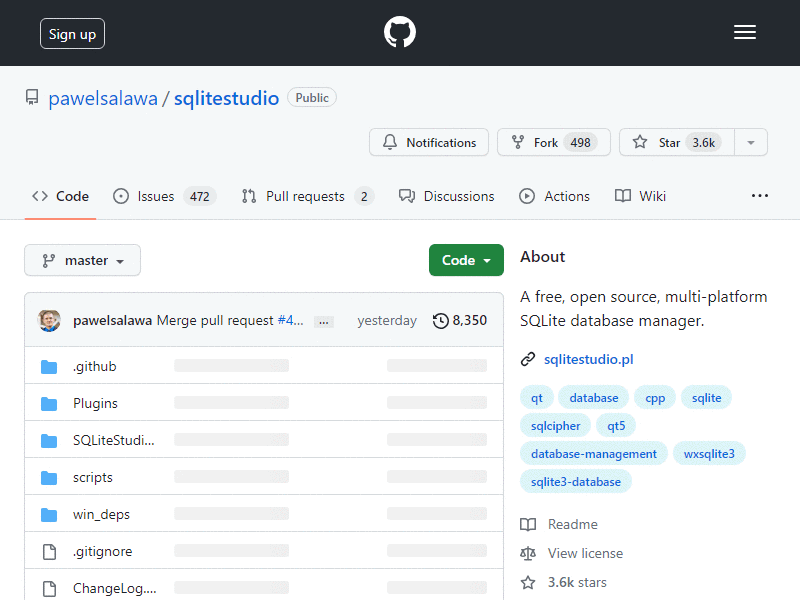 Sign up
pawelsalawa / sqlitestudio Public
Notifications Fork 498 Star 3.6k
Code Issues 472 Pull requests 2 Discussions Actions Wiki ...
master Code
pawelsalawa Merge pull request #4... ... yesterday 8,350
.github
Plugins
SQLiteStudi...
scripts
win_deps
.gitignore
ChangeLog....
About
A free, open source, multi-platform
SQLite database manager.
sqlitestudio.pl
qt database cpp sqlite
sqlcipher qt5
database-management wxsqlite3
sqlite3-database
Readme
View license
3.6k stars